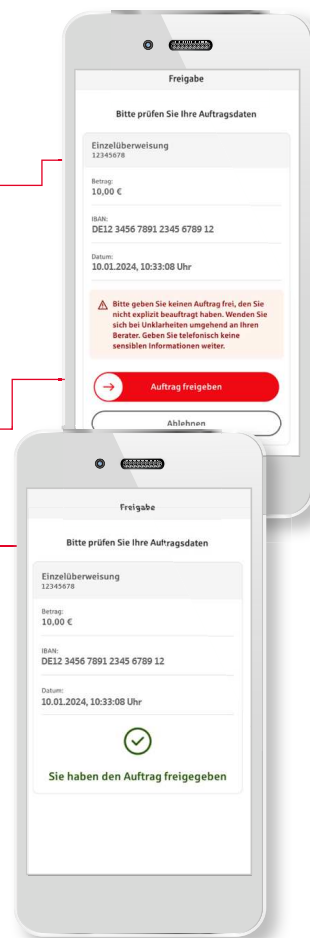 Freigabe
Bitte prüfen Sie Ihre Auftragsdaten
Einzelüberweisung
12345678
Betrag:
10,00 €
IBAN:
DE12 3456 7891 2345 6789 12
Datum:
10.01.2024, 10:33:08 Uhr
Bitte geben Sie keinen Auftrag frei, den Sie
nicht explizit beauftragt haben. Wenden Sie
sich bei Unklarheiten umgehend an Ihren
Berater. Geben Sie telefonisch keine
sensiblen Informationen weiter.
Auftrag freigeben
Ablehnen
Freigabe
Bitte prüfen Sie Ihre Auftragsdaten
Einzelüberweisung
12345678
Betrag:
10,00 €
IBAN:
DE12 3456 7891 2345 6789 12
Datum:
10.01.2024, 10:33:08 Uhr
Sie haben den Auftrag freigegeben